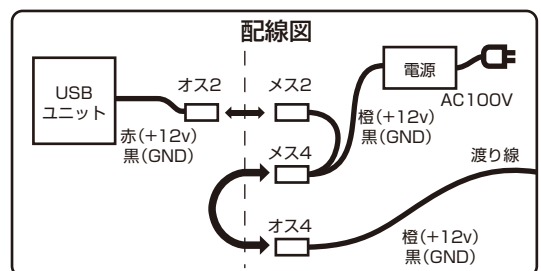 配線図
USB
ユニット
オス2
メス2
電源
AC100V
赤(+12v)
黒(GND)
橙(+12v)
黒(GND)
メス4
渡り線
オス4
橙(+12v)
黒(GND)